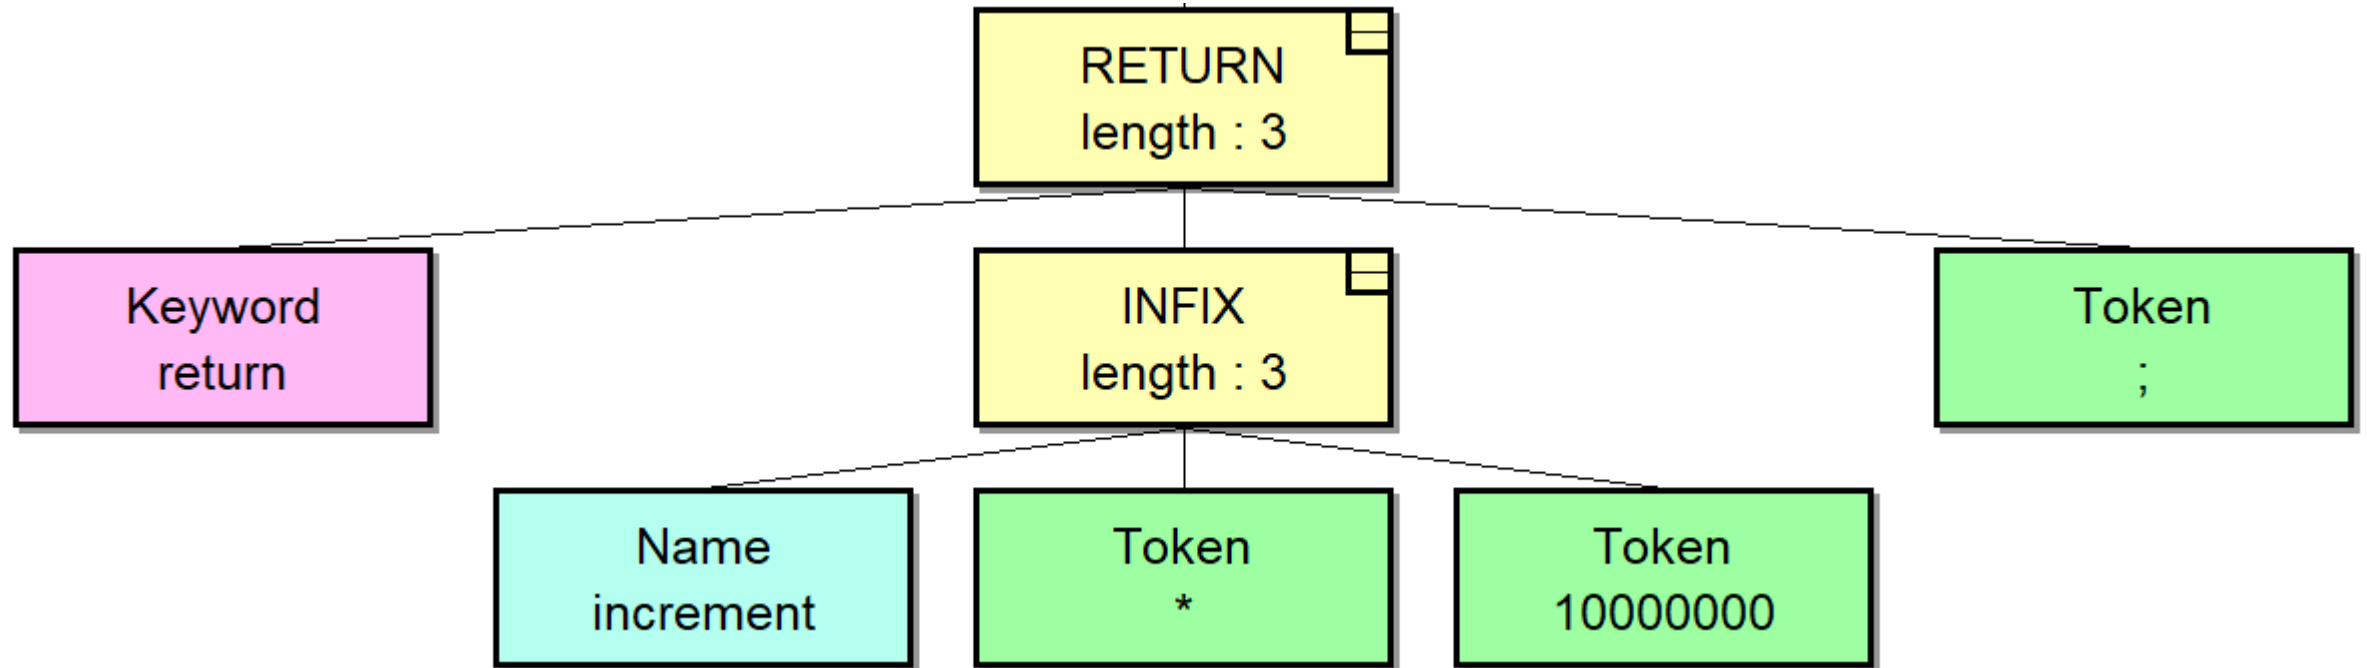 RETURN
length : 3
Keyword
return
INFIX
length : 3
Token
;
Name
increment
Token
*
Token
10000000